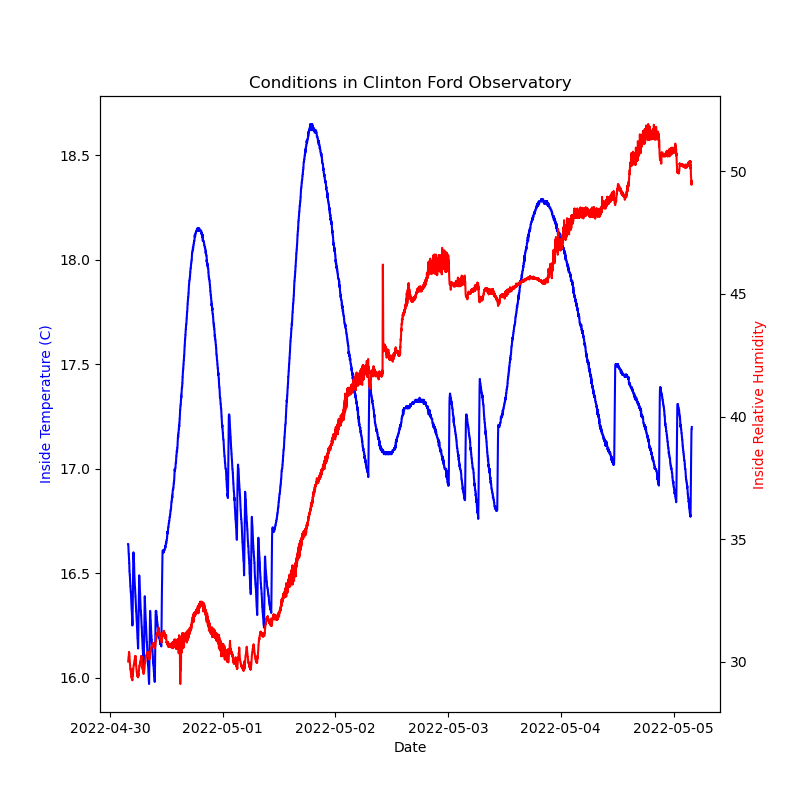 Conditions in Clinton Ford Observatory
Inside Temperature (C)
18.5
18.0
17.5
17.0
16.5
16.0
50
45
40
35
30
Inside Relative Humidity
2022-04-30 2022-05-01 2022-05-02 2022-05-03 2022-05-04 2022-05-05
Date